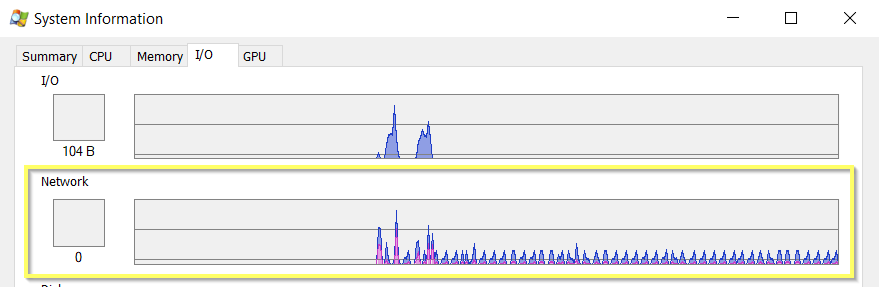 System Information
Summary CPU Memory I/O GPU
I/O
104 B
Network
0